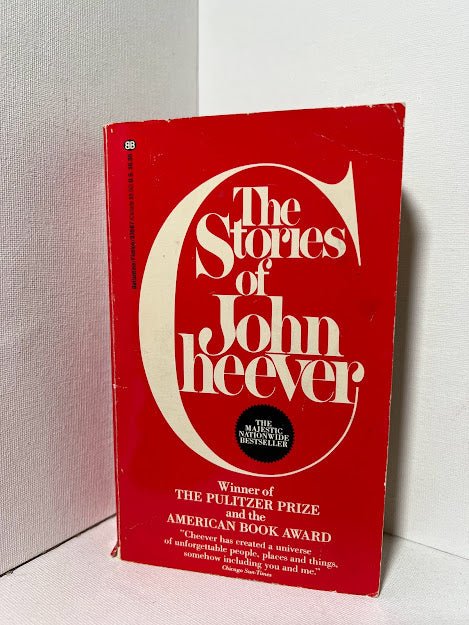 BB
The
Stories
of
John
Cheever
THE
MAJESTIC
NATIONWIDE
BESTSELLER
Winner of
THE PULITZER PRIZE
and the
AMERICAN BOOK AWARD
"Cheever has created a universe
of unforgettable people, places and things,
somehow including you and me."
Chicago Sun-Times